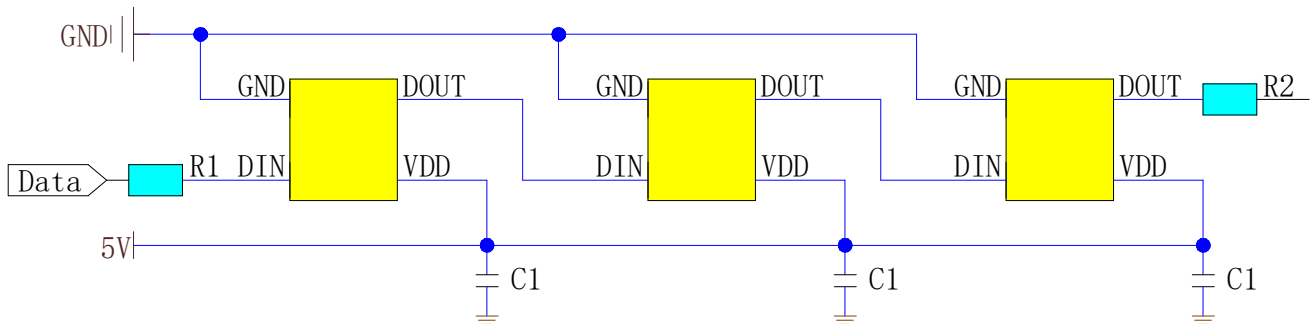 GND
GND DOUT GND DOUT GND DOUT R2
Data R1 DIN VDD DIN VDD DIN VDD
5V
C1 C1 C1